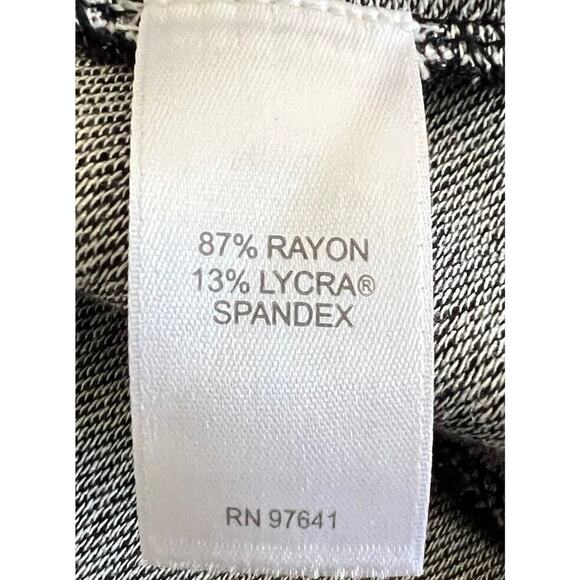 87% RAYON
13% LYCRA®
SPANDEX
RN 97641